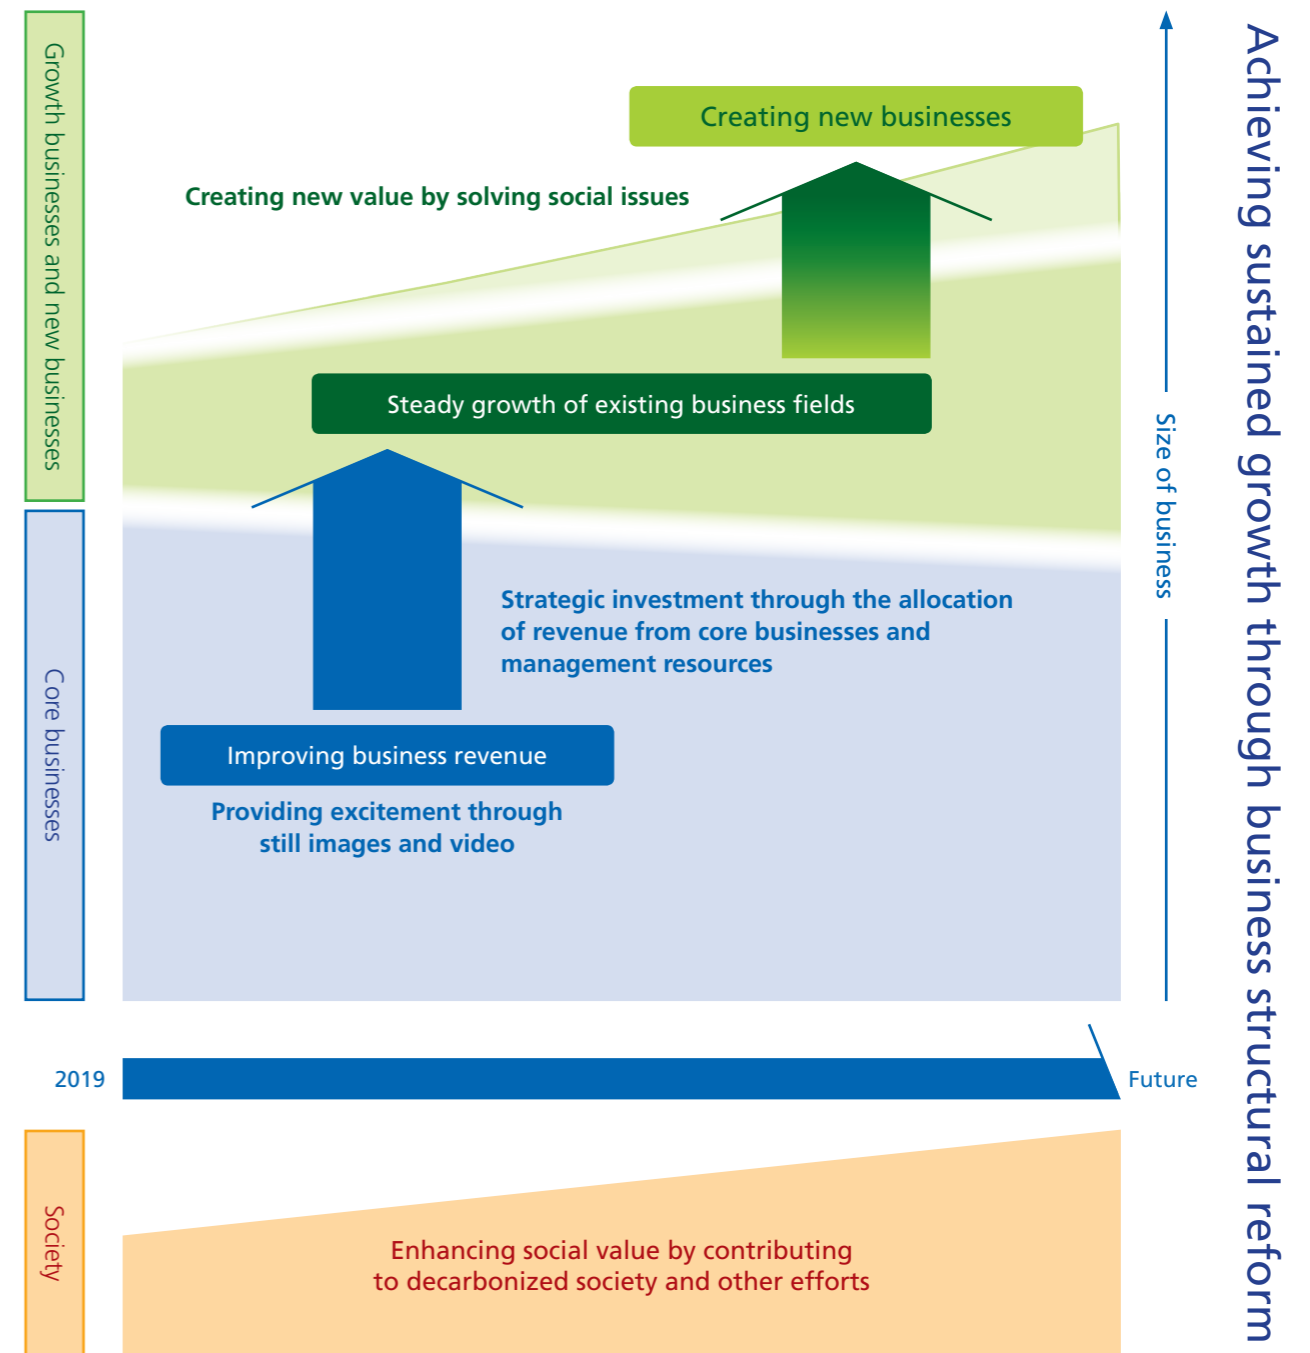 Growth businesses and new businesses
Creating new businesses
Creating new value by solving social issues
Steady growth of existing business fields
Core businesses
Strategic investment through the allocation
of revenue from core businesses and
management resources
Improving business revenue
Providing excitement through
still images and video
Size of business
2019
Future
Society
Enhancing social value by contributing
to decarbonized society and other efforts
Achieving sustained growth through business structural reform